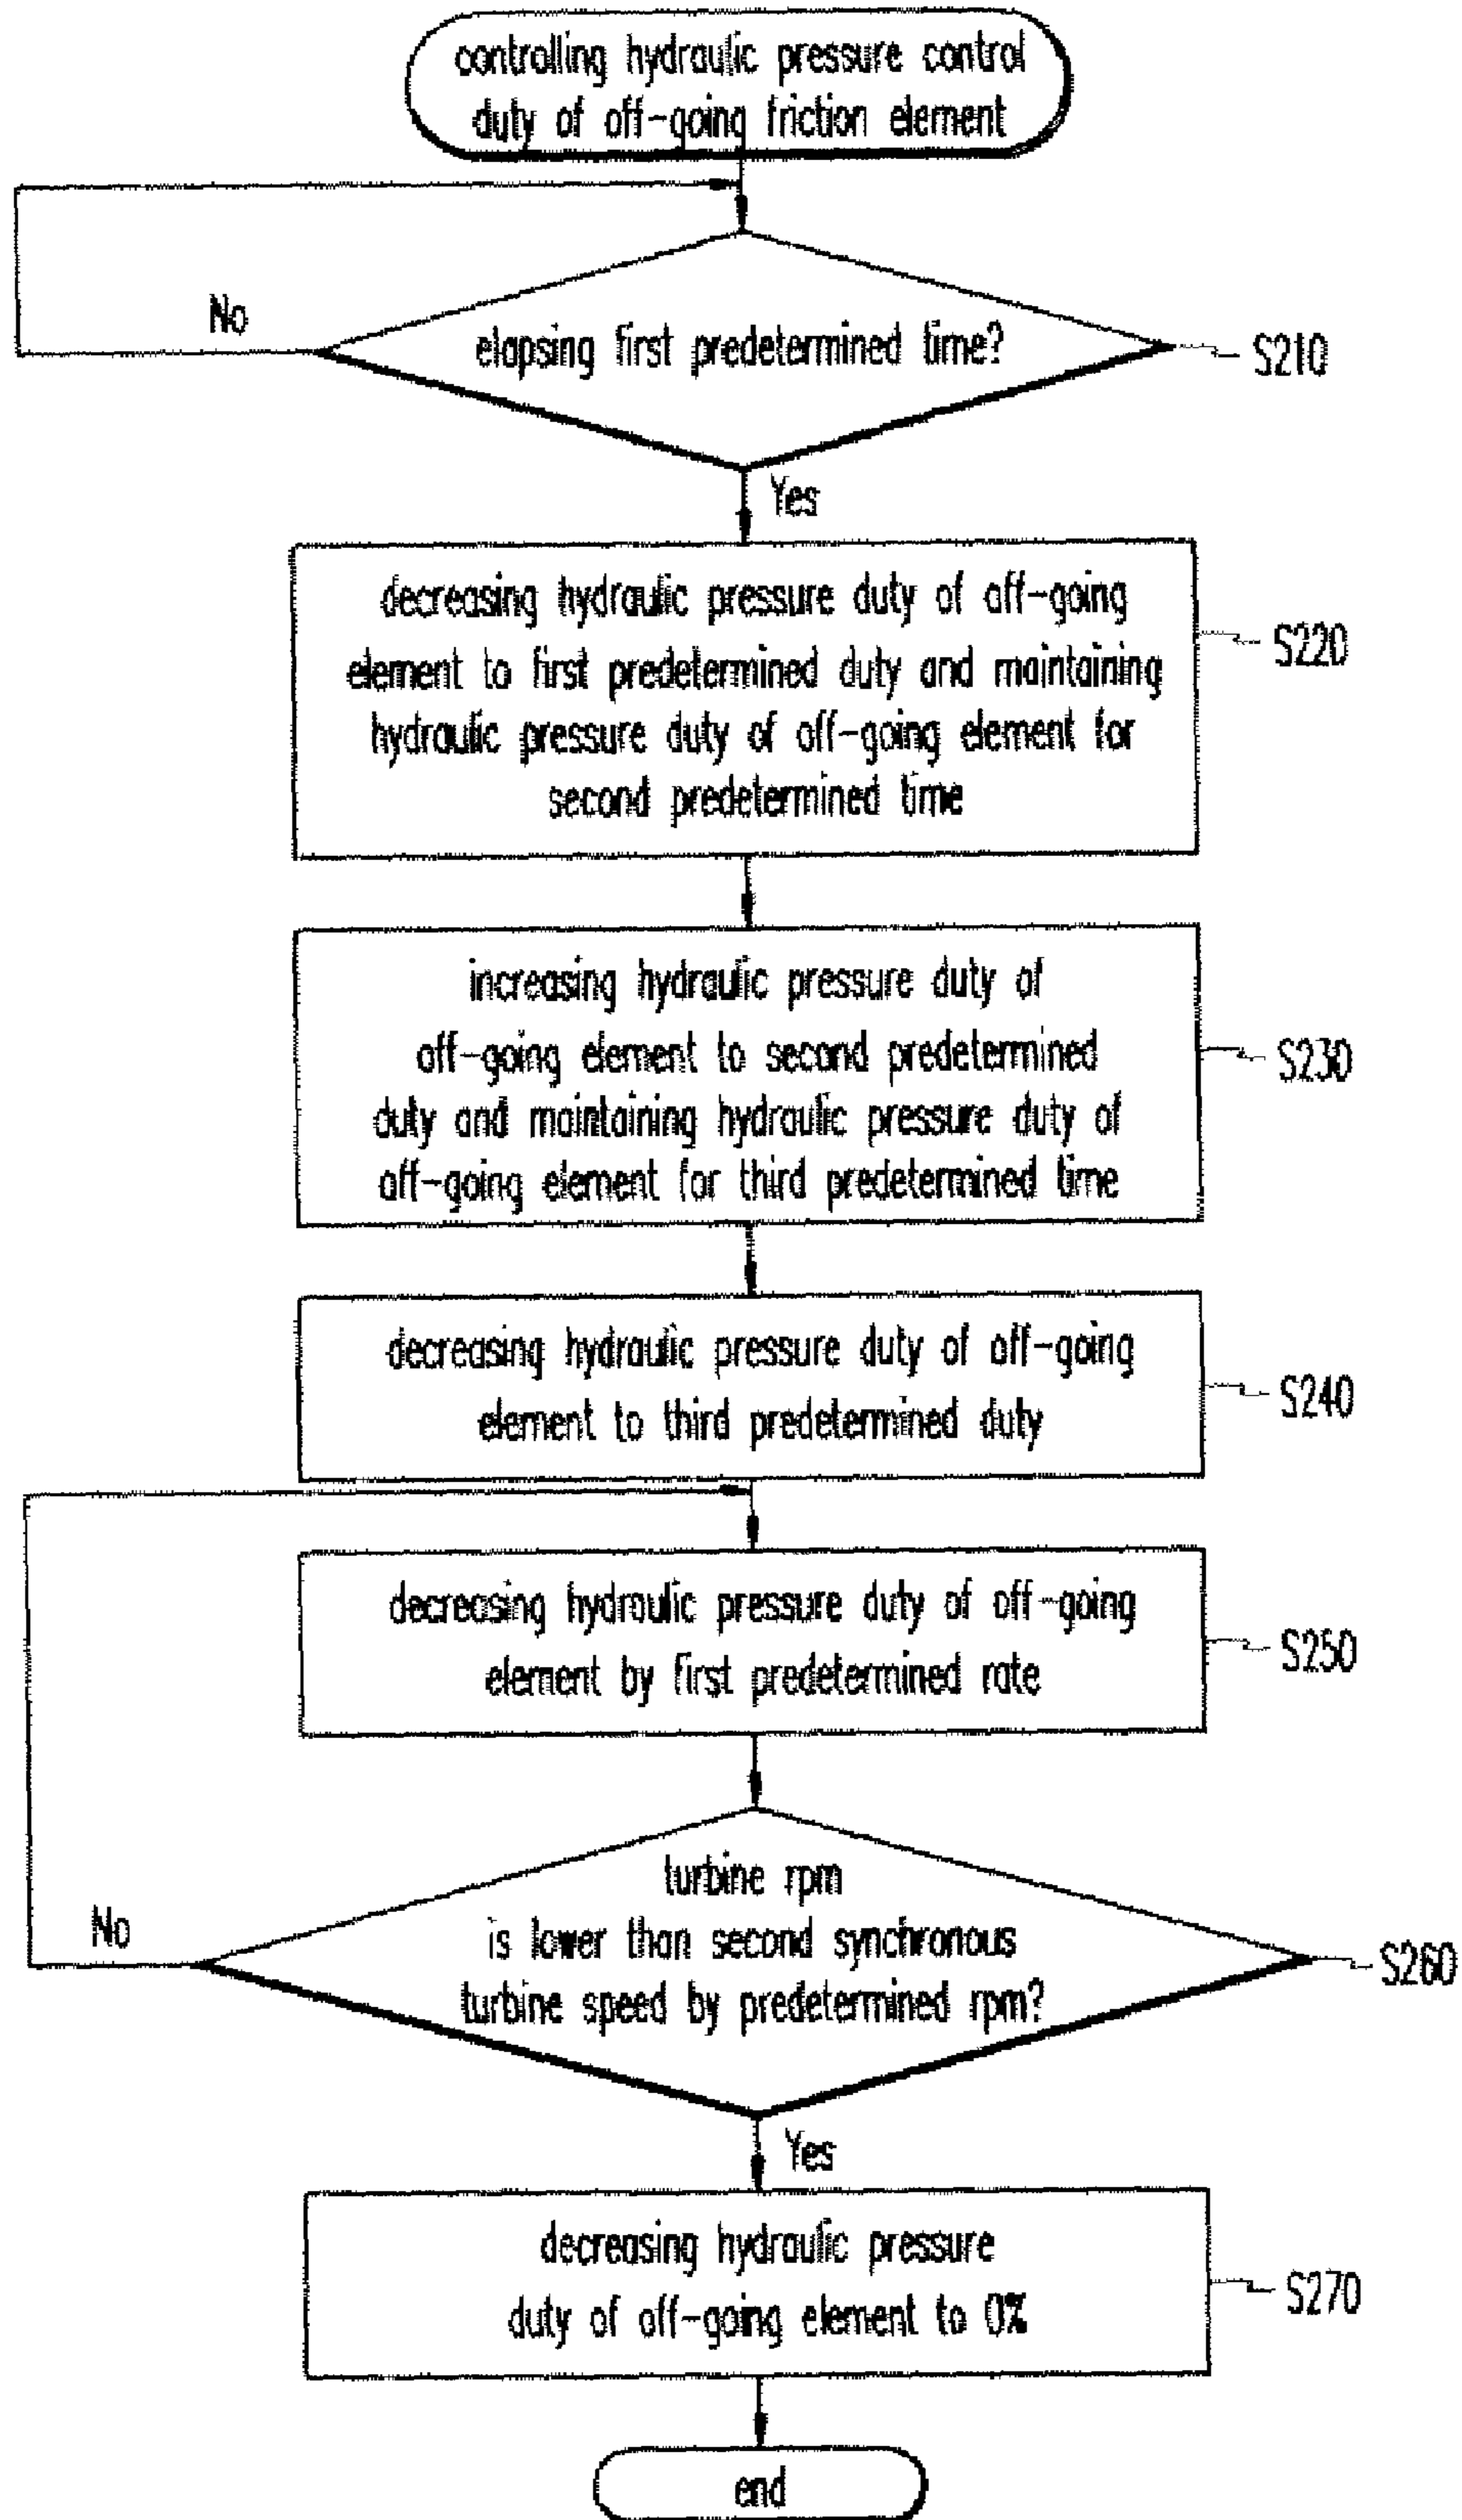 controlling hydraulic pressure control
duty of off-going friction element
No
elapsing first predetermined time?
S210
Yes
decreasing hydraulic pressure duty of off-going
element to first predetermined duty and maintaining
hydraulic pressure duty of off-going element for
second predetermined time
S220
increasing hydraulic pressure duty of
off-going element to second predetermined
duty and maintaining hydraulic pressure duty of
off-going element for third predetermined time
S230
decreasing hydraulic pressure duty of off-going
element to third predetermined duty
S240
decreasing hydraulic pressure duty of off-going
element by first predetermined rate
S250
turbine rpm
is lower than second synchronous
turbine speed by predetermined rpm?
No
S260
Yes
decreasing hydraulic pressure
duty of off-going element to 0%
S270
end